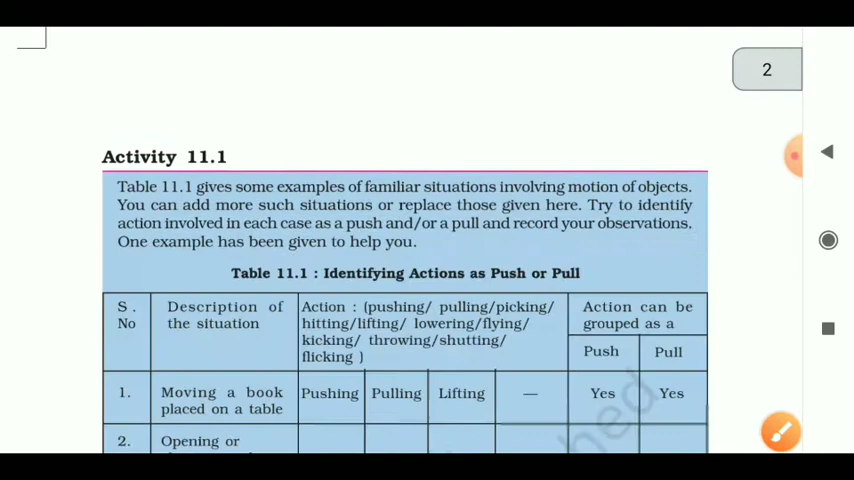 2
Activity 11.1
Table 11.1 gives some examples of familiar situations involving motion of objects.
You can add more such situations or replace those given here. Try to identify
action involved in each case as a push and/or a pull and record your observations.
One example has been given to help you.
Table 11.1 : Identifying Actions as Push or Pull
S . No
Description of the situation
Action : (pushing/ pulling/picking/
hitting/lifting/ lowering/flying/
kicking/ throwing/shutting/
flicking )
Action can be
grouped as a
Push Pull
1. Moving a book Pushing Pulling Lifting — Yes Yes
placed on a table
2. Opening or
hed